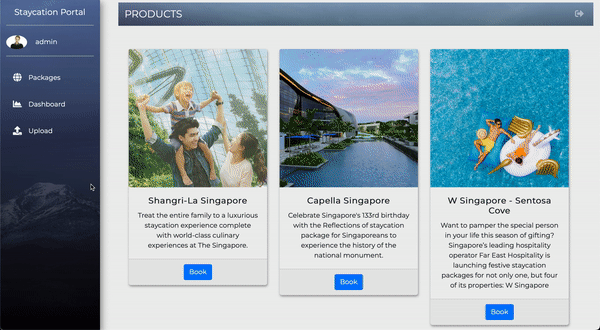 Staycation Portal
admin
Packages
Dashboard
Upload
PRODUCTS
Shangri-La Singapore
Treat the entire family to a luxurious
staycation experience complete
with world-class culinary
experiences at The Singapore.
Book
Capella Singapore
Celebrate Singapore's 133rd birthday
with the Reflections of staycation
package for Singaporeans to
experience the history of the
national monument.
Book
W Singapore - Sentosa
Cove
Want to pamper the special person
in your life this season of gifting?
Singapore's leading hospitality
operator Far East Hospitality is
launching festive staycation
packages for not only one, but four
of its properties: W Singapore
Book